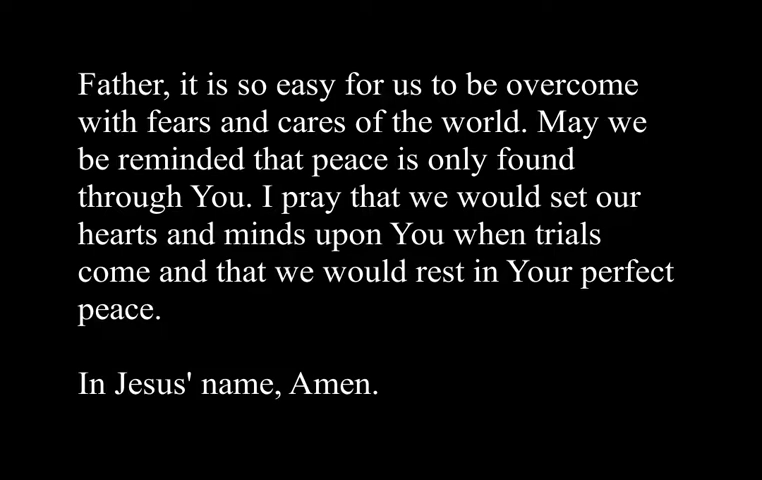 Father, it is so easy for us to be overcome
with fears and cares of the world. May we
be reminded that peace is only found
through You. I pray that we would set our
hearts and minds upon You when trials
come and that we would rest in Your perfect
peace.
In Jesus' name, Amen.